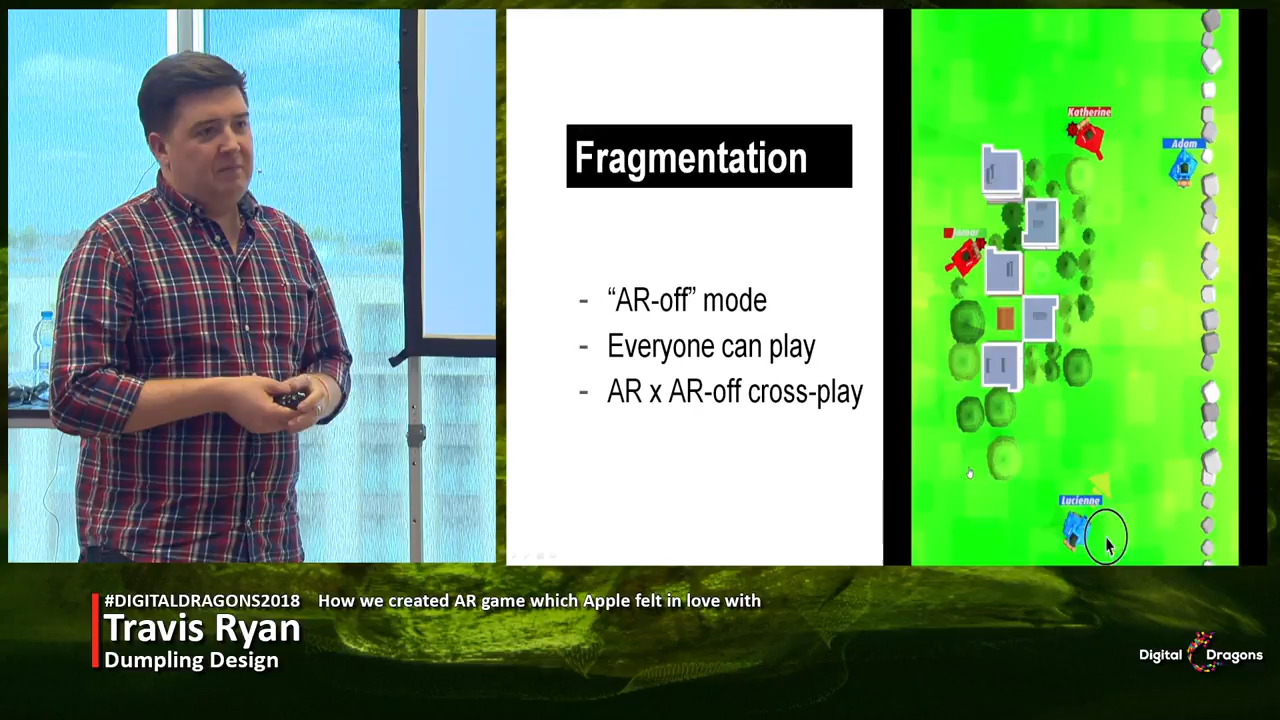 Fragmentation
- “AR-off” mode
- Everyone can play
- AR x AR-off cross-play
Katherine
Adam
Lucienne
#DIGITALDRAGONS2018 How we created AR game which Apple felt in love with
Travis Ryan
Dumpling Design
Digital Dragons